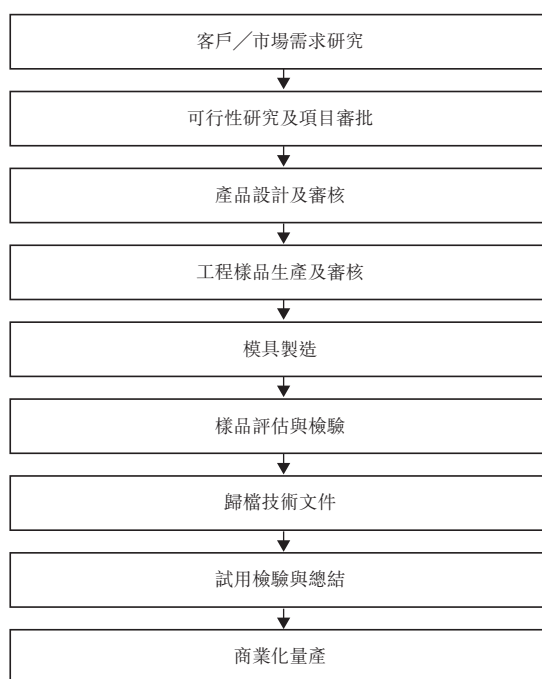 客戶／市場需求研究
可行性研究及項目審批
產品設計及審核
工程樣品生產及審核
模具製造
樣品評估與檢驗
歸檔技術文件
試用檢驗與總結
商業化量產